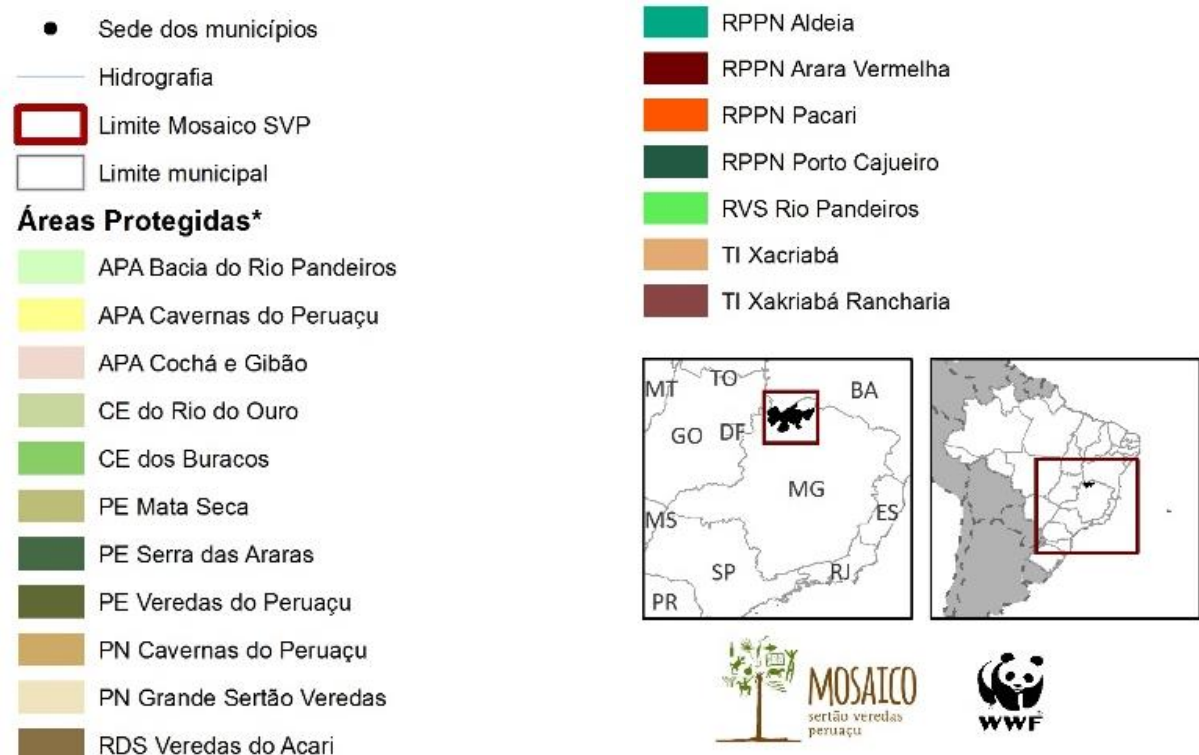 Sede dos municípios
Hidrografia
Limite Mosaico SVP
Limite municipal
Áreas Protegidas*
APA Bacia do Rio Pandeiros
APA Cavernas do Peruaçu
APA Cochá e Gibão
CE do Rio do Ouro
CE dos Buracos
PE Mata Seca
PE Serra das Araras
PE Veredas do Peruaçu
PN Cavernas do Peruaçu
PN Grande Sertão Veredas
RDS Veredas do Acari
RPPN Aldeia
RPPN Arara Vermelha
RPPN Pacari
RPPN Porto Cajueiro
RVS Rio Pandeiros
TI Xacriabá
TI Xakriabá Rancharia
MT TO BA
GO DF
MG
MS ES
SP RJ
PR
MOSAICO
sertão veredas
peruaçu
WWF